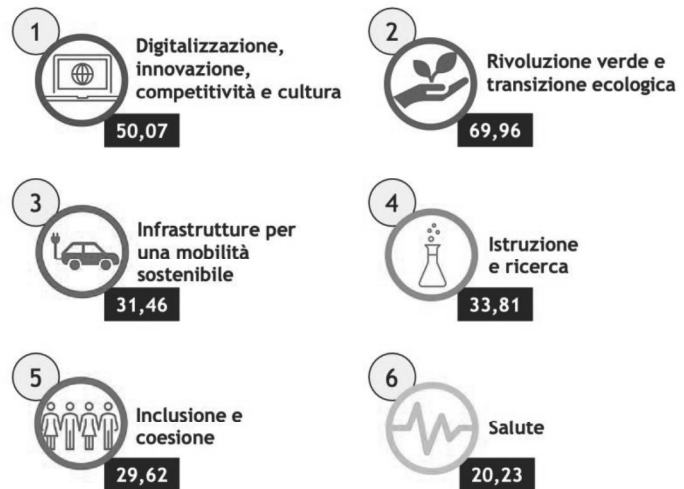 1
Digitalizzazione,
innovazione,
competitività e cultura
50,07
2
Rivoluzione verde e
transizione ecologica
69,96
3
Infrastrutture per
una mobilità
sostenibile
31,46
4
Istruzione
e ricerca
33,81
5
Inclusione e
coesione
29,62
6
Salute
20,23